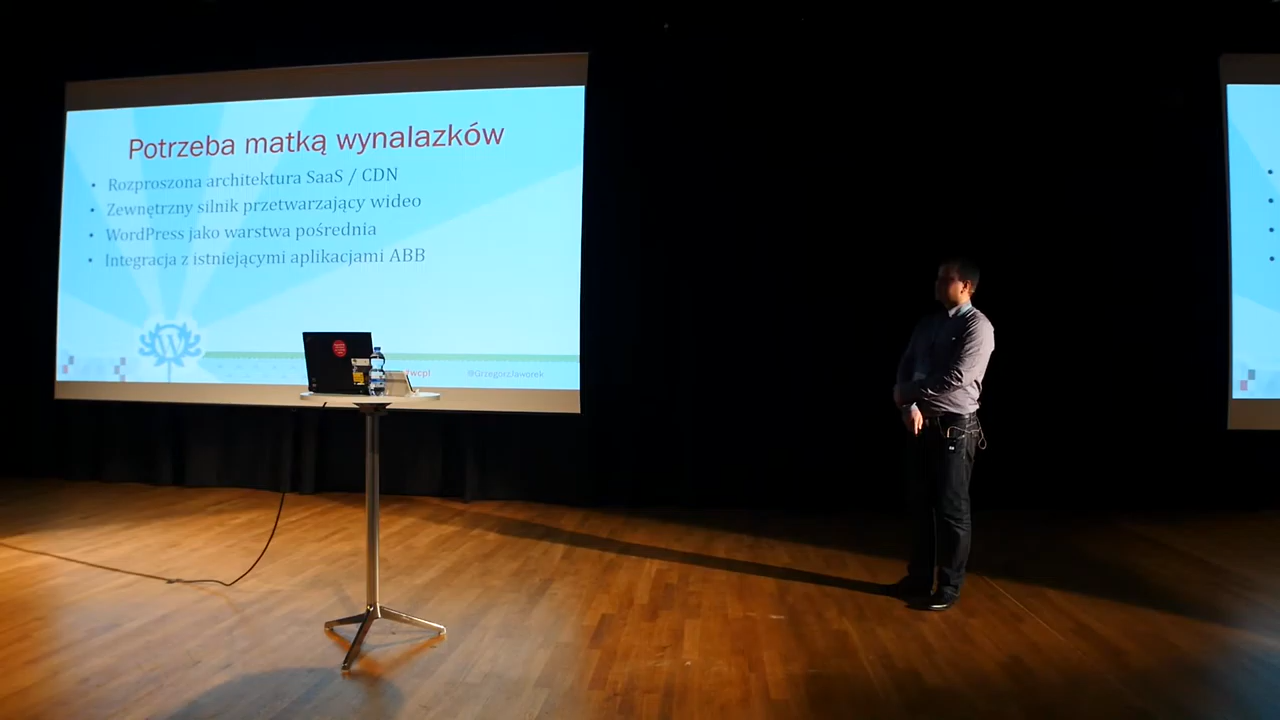 Potrzeba matką wynalazków
• Rozproszona architektura SaaS / CDN
• Zewnętrzny silnik przetwarzający wideo
• WordPress jako warstwa pośrednia
• Integracja z istniejącymi aplikacjami ABB
wcpl @GrzegorzJaworek